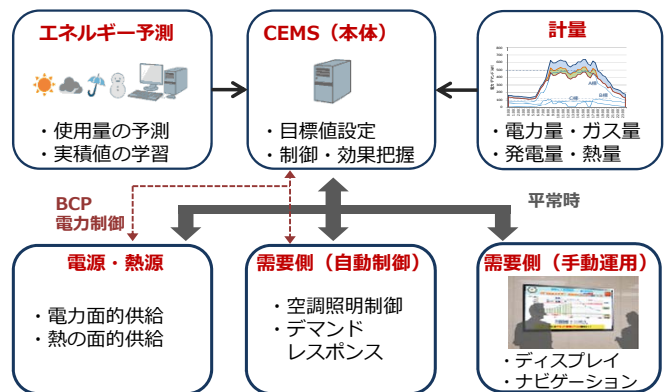 エネルギー予測
・使用量の予測
・実績値の学習
CEMS（本体）
・目標値設定
・制御・効果把握
計量
・電力量・ガス量
・発電量・熱量
BCP
電力制御
平常時
電源・熱源
・電力面的供給
・熱の面的供給
需要側（自動制御）
・空調照明制御
・デマンド
レスポンス
需要側（手動運用）
・ディスプレイ
・ナビゲーション